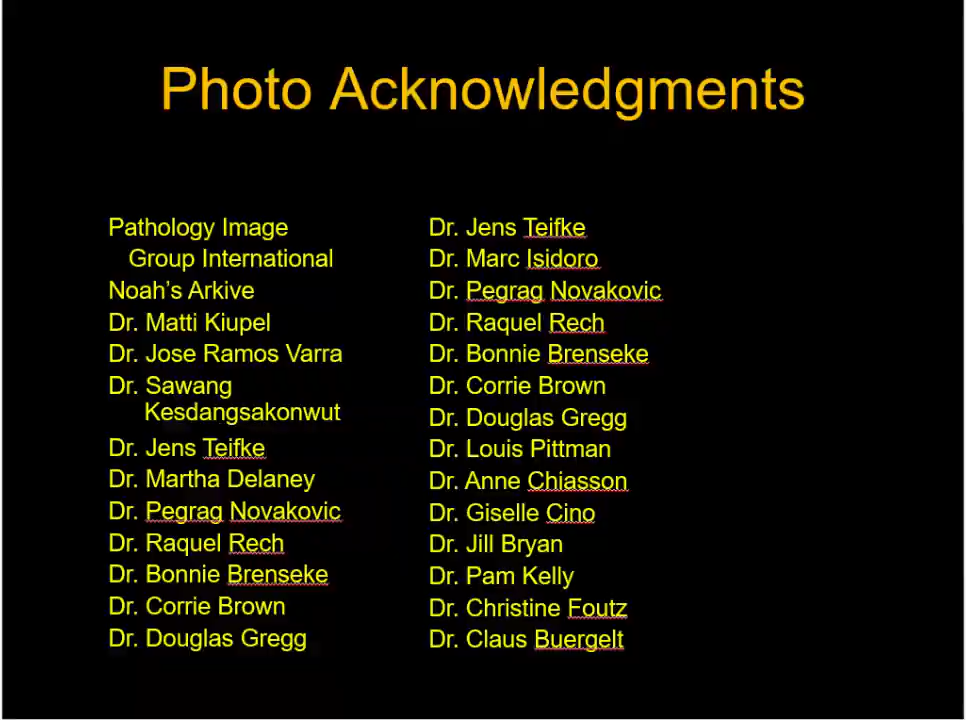 Photo Acknowledgments
Pathology Image
Group International
Noah's Arkive
Dr. Matti Kiupel
Dr. Jose Ramos Varra
Dr. Sawang
Kesdangsakonwut
Dr. Jens Teifke
Dr. Martha Delaney
Dr. Pegrag Novakovic
Dr. Raquel Rech
Dr. Bonnie Brenseke
Dr. Corrie Brown
Dr. Douglas Gregg
Dr. Jens Teifke
Dr. Marc Isidoro
Dr. Pegrag Novakovic
Dr. Raquel Rech
Dr. Bonnie Brenseke
Dr. Corrie Brown
Dr. Douglas Gregg
Dr. Louis Pittman
Dr. Anne Chiasson
Dr. Giselle Cino
Dr. Jill Bryan
Dr. Pam Kelly
Dr. Christine Foutz
Dr. Claus Buergelt